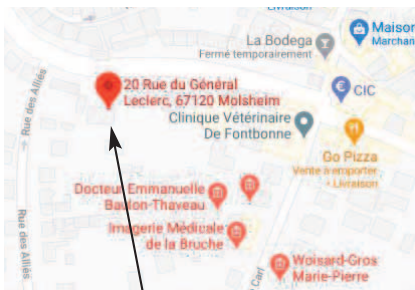 Livraison
Maison
Marchan
La Bodega
Fermé temporairement
20 Rue du Général
Leclerc, 67120 Molsheim
CIC
Rue des Alliés
Clinique Vétérinaire
De Fontbonne
Go Pizza
Vente à emporter
· Livraison
Docteur Emmanuelle
Baulon-Thaveau
Imagerie Médicale
de la Bruche
Rue des Alliés
Woisard-Gros
Marie-Pierre
Carl